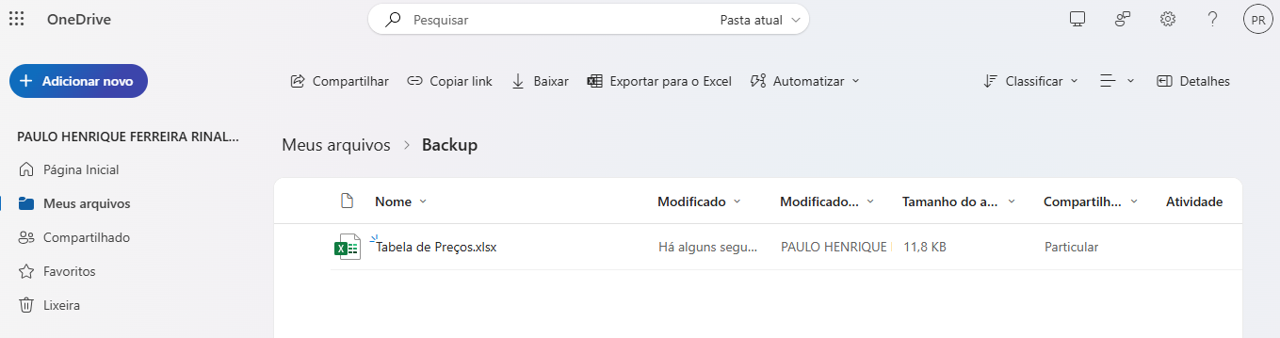 OneDrive
Pesquisar
Pasta atual
PR
Adicionar novo
Compartilhar
Copiar link
Baixar
Exportar para o Excel
Automatizar
Classificar
Detalhes
PAULO HENRIQUE FERREIRA RINAL...
Página Inicial
Meus arquivos
Compartilhado
Favoritos
Lixeira
Meus arquivos > Backup
Nome
Modificado
Modificado...
Tamanho do a...
Compartilh...
Atividade
Tabela de Preços.xlsx
Há alguns segu...
PAULO HENRIQUE
11,8 KB
Particular